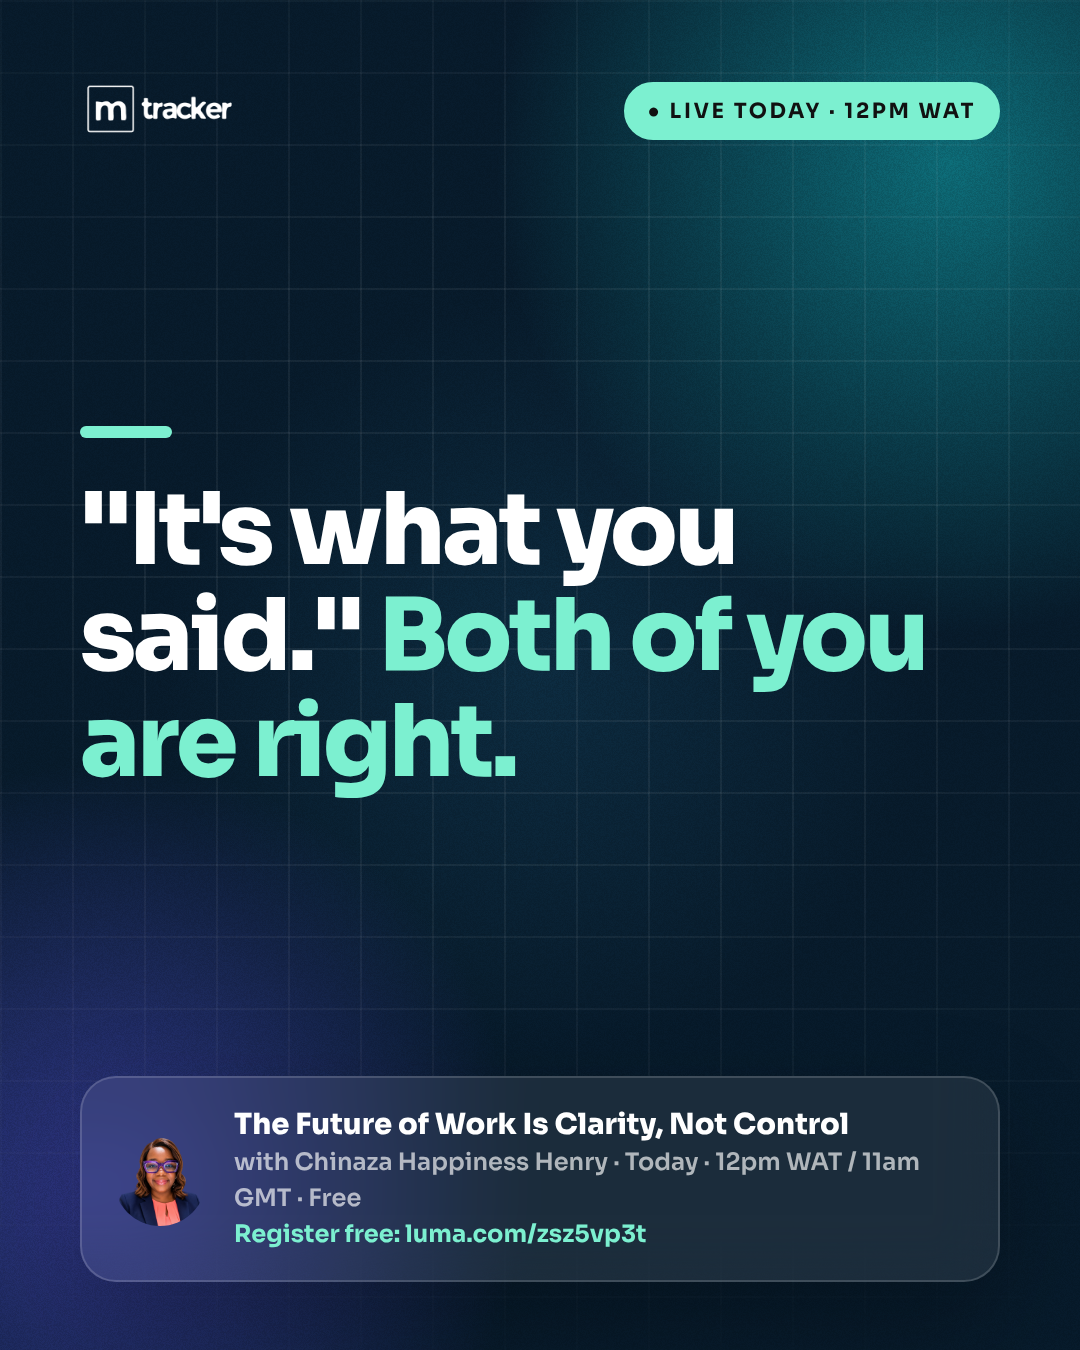 m tracker
• LIVE TODAY · 12PM WAT
"It's what you
said." Both of you
are right.
The Future of Work Is Clarity, Not Control
with Chinaza Happiness Henry · Today · 12pm WAT / 11am
GMT · Free
Register free: luma.com/zsz5vp3t